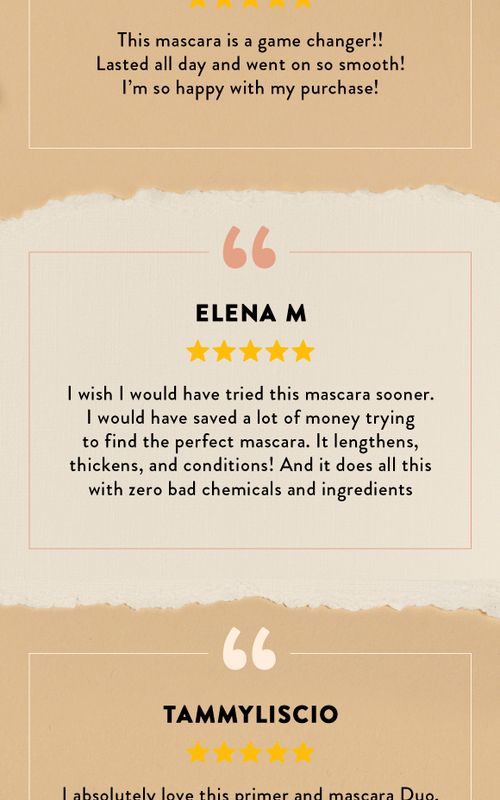 This mascara is a game changer!!
Lasted all day and went on so smooth!
I'm so happy with my purchase!
“
ELENA M
I wish I would have tried this mascara sooner.
I would have saved a lot of money trying
to find the perfect mascara. It lengthens,
thickens, and conditions! And it does all this
with zero bad chemicals and ingredients
“
TAMMYLISCIO
I absolutely love this primer and mascara Duo.